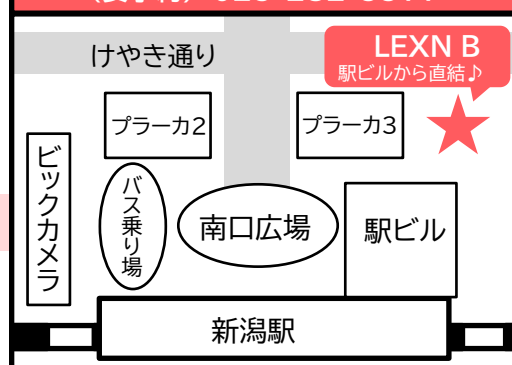 けやき通り
LEXN B
駅ビルから直結♪
プラーカ2
プラーカ3
ビックカメラ
バス乗り場
南口広場
駅ビル
新潟駅